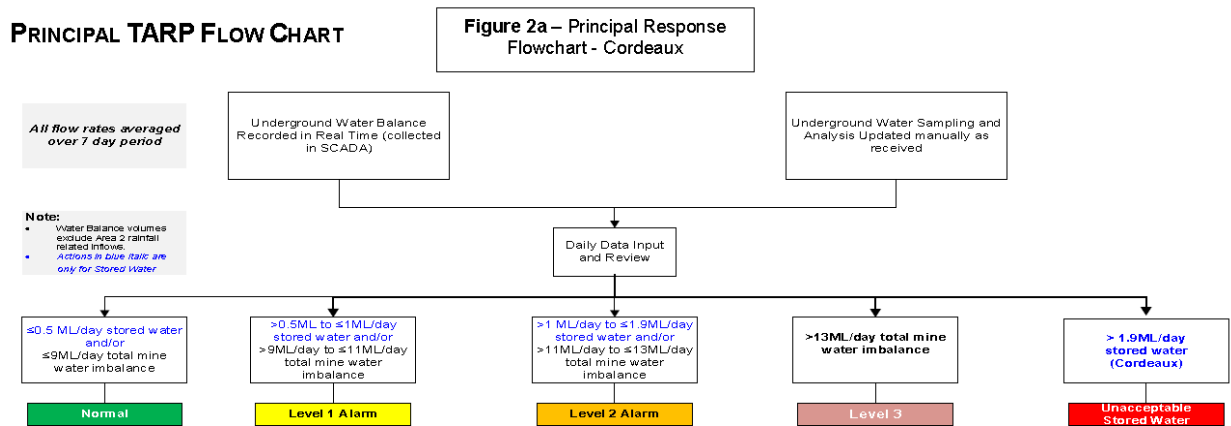 PRINCIPAL TARP FLOW CHART
Figure 2a – Principal Response
Flowchart - Cordeaux
All flow rates averaged
over 7 day period
Underground Water Balance
Recorded in Real Time (collected
in SCADA)
Underground Water Sampling and
Analysis Updated manually as
received
Note:
• Water Balance volumes
exclude Area 2 rainfall
related inflows.
• Actions in blue italic are
only for Stored Water
Daily Data Input
and Review
≤0.5 ML/day stored water
and/or
≤9ML/day total mine
water imbalance
>0.5ML to ≤1ML/day
stored water and/or
>9ML/day to ≤11ML/day
total mine water
imbalance
>1 ML/day to ≤1.9ML/day
stored water and/or
>11ML/day to ≤13ML/day
total mine water
imbalance
>13ML/day total mine
water imbalance
> 1.9ML/day
stored water
(Cordeaux)
Normal
Level 1 Alarm
Level 2 Alarm
Level 3
Unacceptable
Stored Water